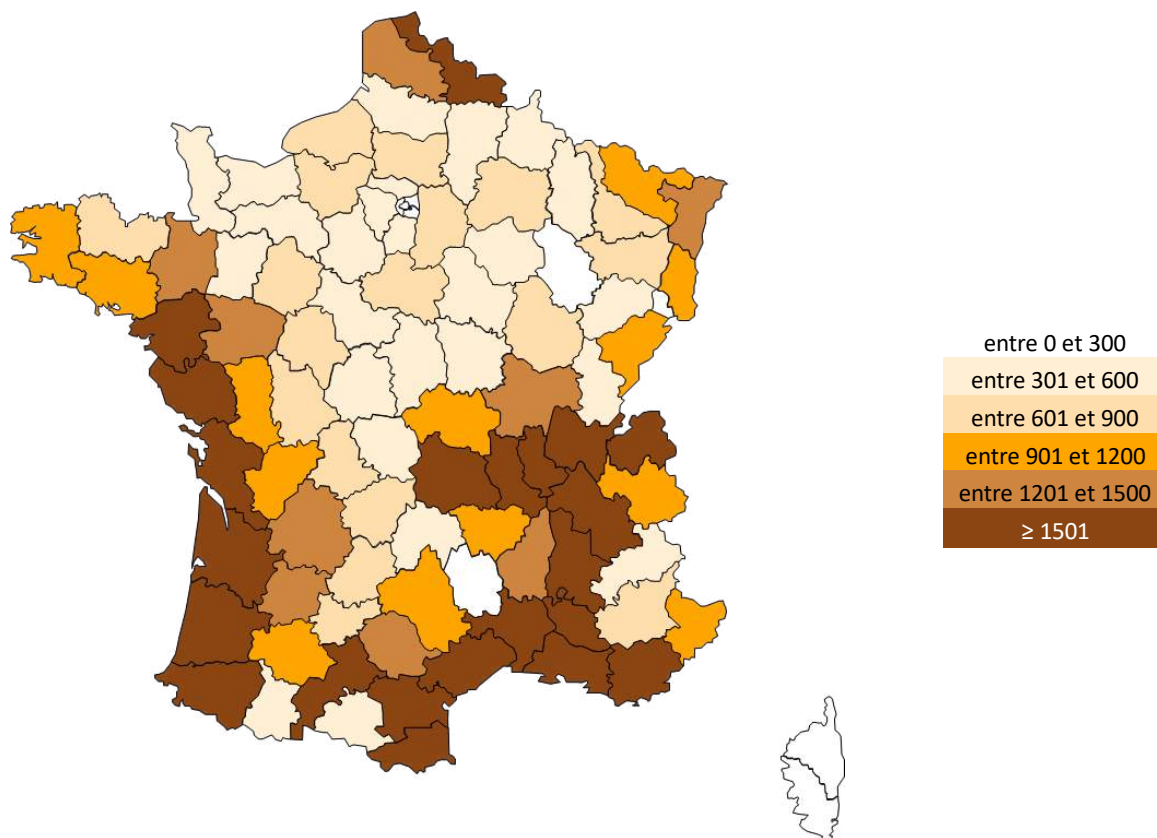 entre 0 et 300
entre 301 et 600
entre 601 et 900
entre 901 et 1200
entre 1201 et 1500
≥ 1501